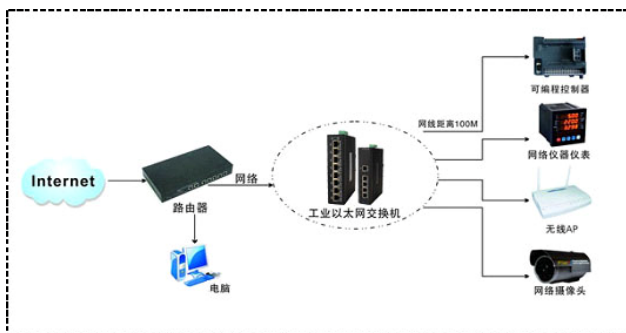 可编程控制器
网线距离100M
网络仪器仪表
Internet
网络
路由器
工业以太网交换机
无线AP
电脑
网络摄像头